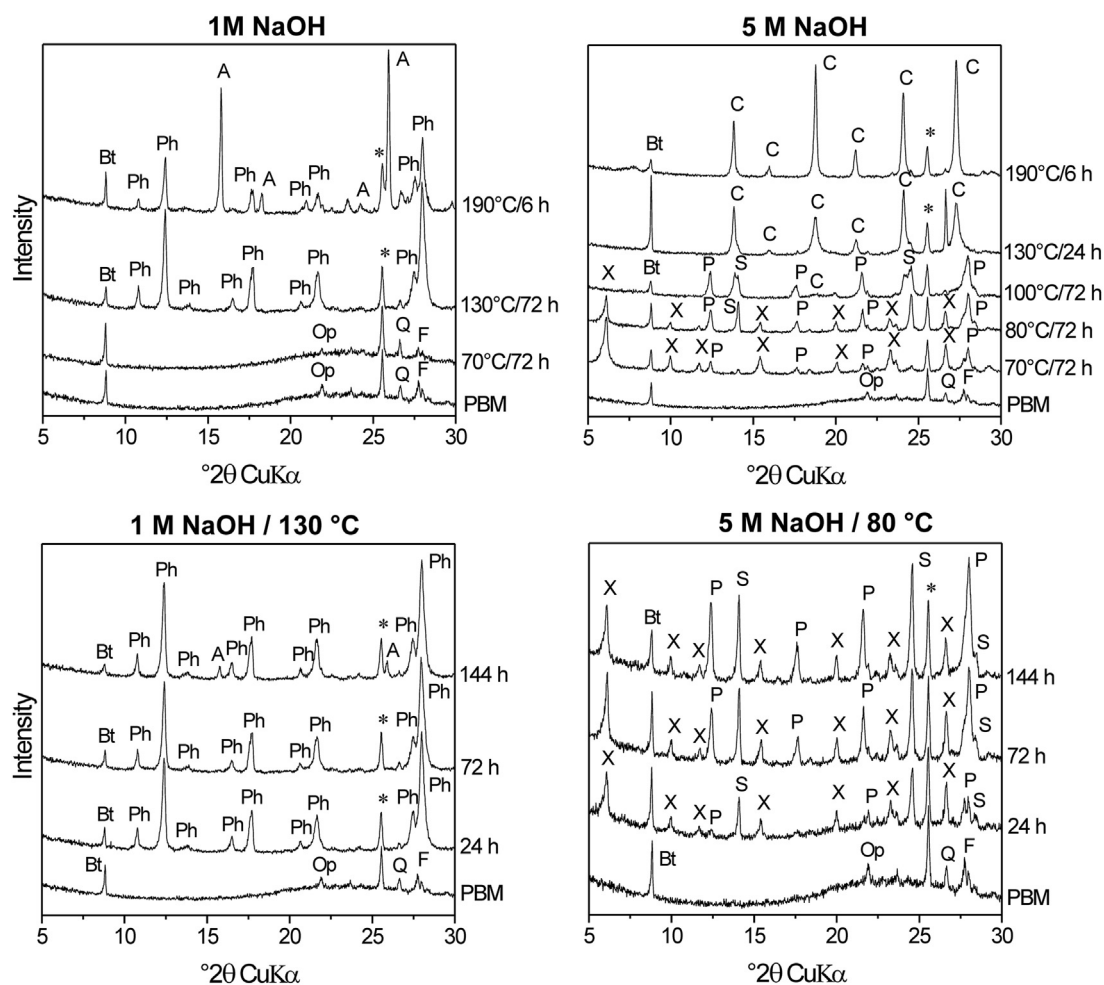 1M NaOH
A
A
Ph
Bt
Ph
Ph
Ph
A
Ph
Ph
A
*
Ph
190°C/6 h
Bt
Ph
Ph
Ph
Ph
Ph
Ph
*
Ph
130°C/72 h
Op
Q
F
70°C/72 h
Bt
Op
Q
F
PBM
Intensity
5 10 15 20 25 30
°2θ CuKα
5 M NaOH
C
C
C
C
Bt
C
C
*
190°C/6 h
C
C
C
C
C
*
C
130°C/24 h
X
Bt
P
S
P
C
P
S
P
100°C/72 h
X
P
S
X
P
X
P
X
X
P
80°C/72 h
X
X
P
X
P
X
P
X
X
P
70°C/72 h
Op
Q
F
PBM
5 10 15 20 25 30
°2θ CuKα
1 M NaOH / 130 °C
Ph
Ph
Bt
Ph
Ph
A
Ph
Ph
Ph
Ph
*
A
Ph
144 h
Bt
Ph
Ph
Ph
Ph
Ph
Ph
*
Ph
Ph
72 h
Bt
Ph
Ph
Ph
Ph
Ph
Ph
*
Ph
Ph
24 h
Bt
Op
Q
F
PBM
Intensity
5 10 15 20 25 30
°2θ CuKα
5 M NaOH / 80 °C
X
Bt
X
X
P
S
X
P
X
P
X
S
*
X
P
S
144 h
X
X
P
X
P
X
P
X
X
P
S
72 h
X
X
X
P
S
X
X
P
X
X
P
S
24 h
Bt
Op
Q
F
PBM
5 10 15 20 25 30
°2θ CuKα